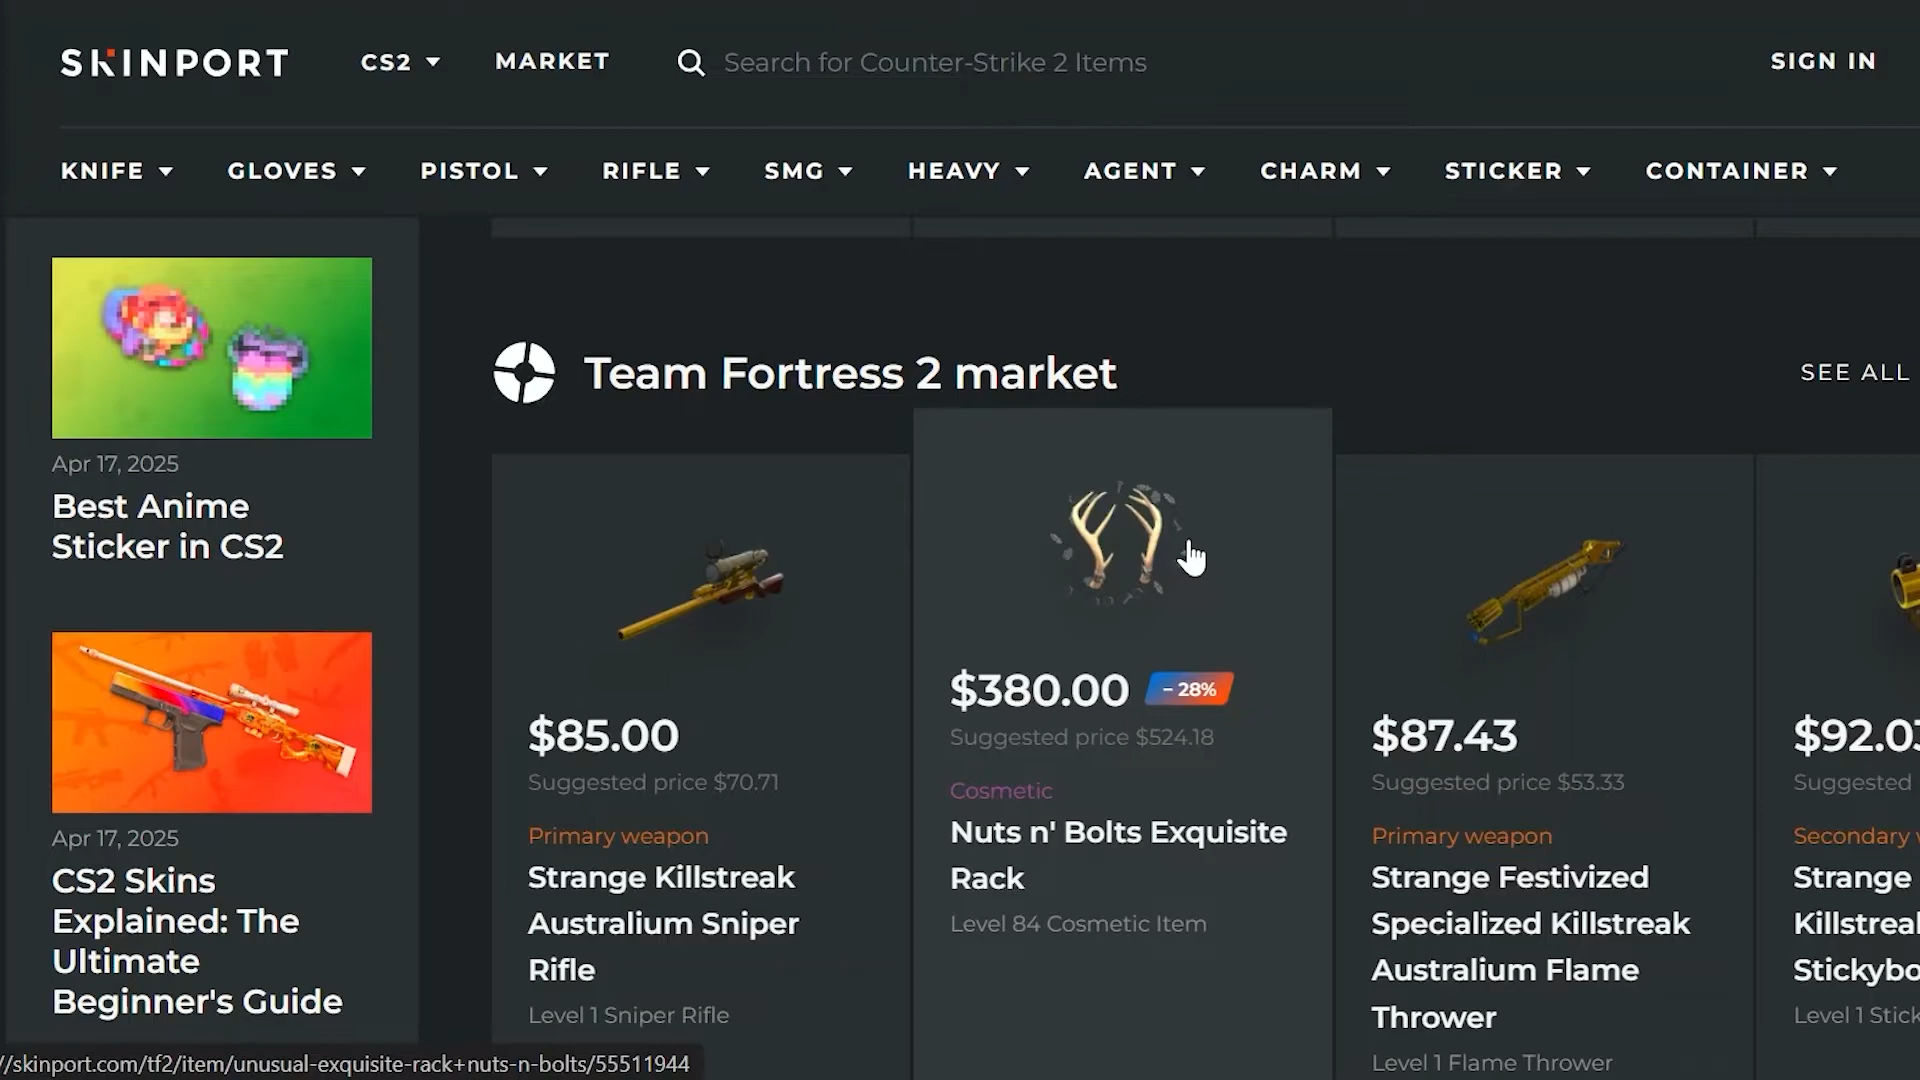 SKINPORT
CS2
MARKET
Search for Counter-Strike 2 Items
SIGN IN
KNIFE
GLOVES
PISTOL
RIFLE
SMG
HEAVY
AGENT
CHARM
STICKER
CONTAINER
Apr 17, 2025
Best Anime
Sticker in CS2
Apr 17, 2025
CS2 Skins
Explained: The
Ultimate
Beginner's Guide
Team Fortress 2 market
SEE ALL
$85.00
Suggested price $70.71
Primary weapon
Strange Killstreak
Australium Sniper
Rifle
Level 1 Sniper Rifle
$380.00
- 28%
Suggested price $524.18
Cosmetic
Nuts n' Bolts Exquisite
Rack
Level 84 Cosmetic Item
$87.43
Suggested price $53.33
Primary weapon
Strange Festivized
Specialized Killstreak
Australium Flame
Thrower
Level 1 Flame Thrower
$92.03
Suggested
Secondary
Strange
Level 1
//skinport.com/tf2/item/unusual-exquisite-rack+nuts-n-bolts/55511944